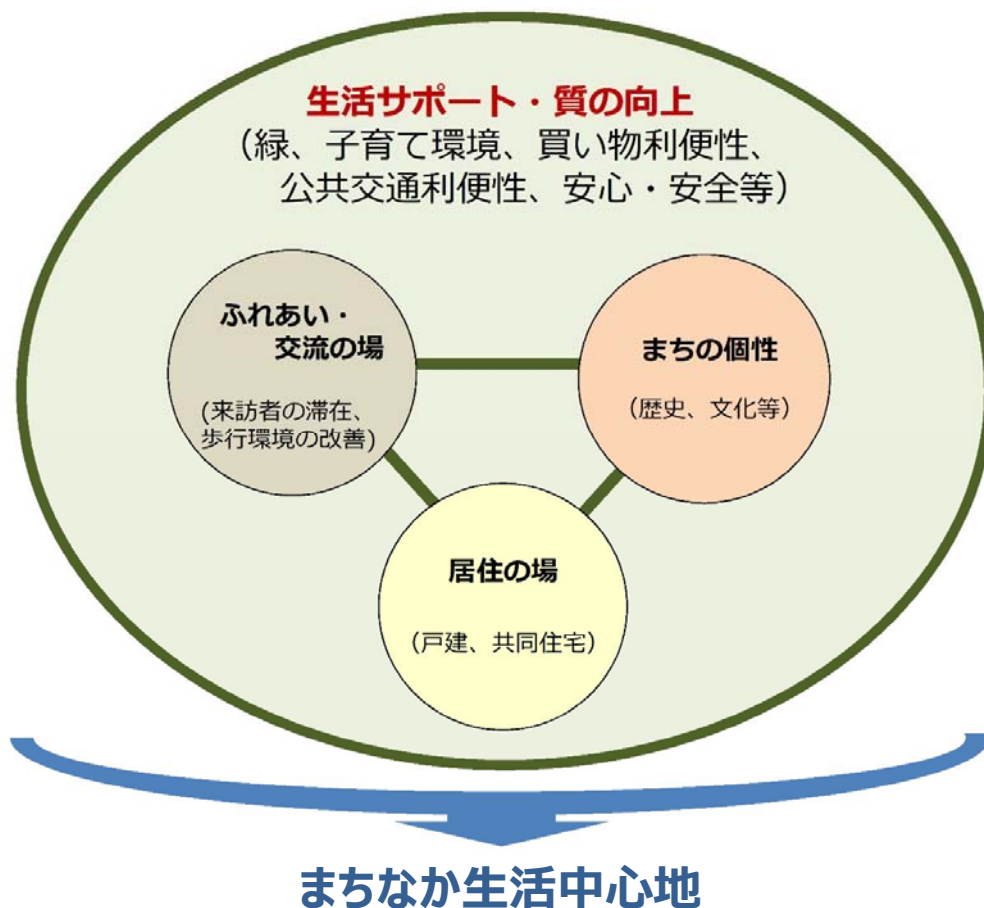 生活サポート・質の向上
（緑、子育て環境、買い物利便性、
公共交通利便性、安心・安全等）
ふれあい・
交流の場
(来訪者の滞在、
歩行環境の改善)
まちの個性
（歴史、文化等）
居住の場
（戸建、共同住宅）
まちなか生活中心地